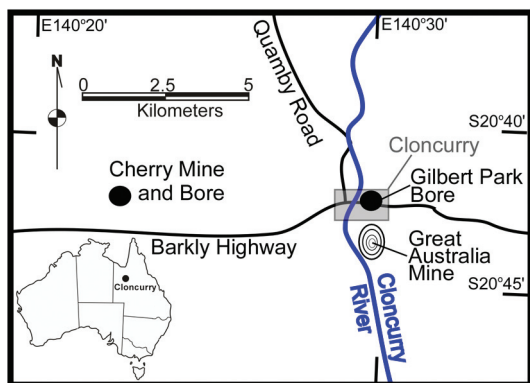 E140°20'
E140°30'
N
0 2.5 5
Kilometers
Quamby Road
S20°40'
Cloncurry
Cherry Mine
and Bore
Gilbert Park
Bore
Barkly Highway
Great
Australia
Mine
Cloncurry
River
S20°45'
Cloncurry